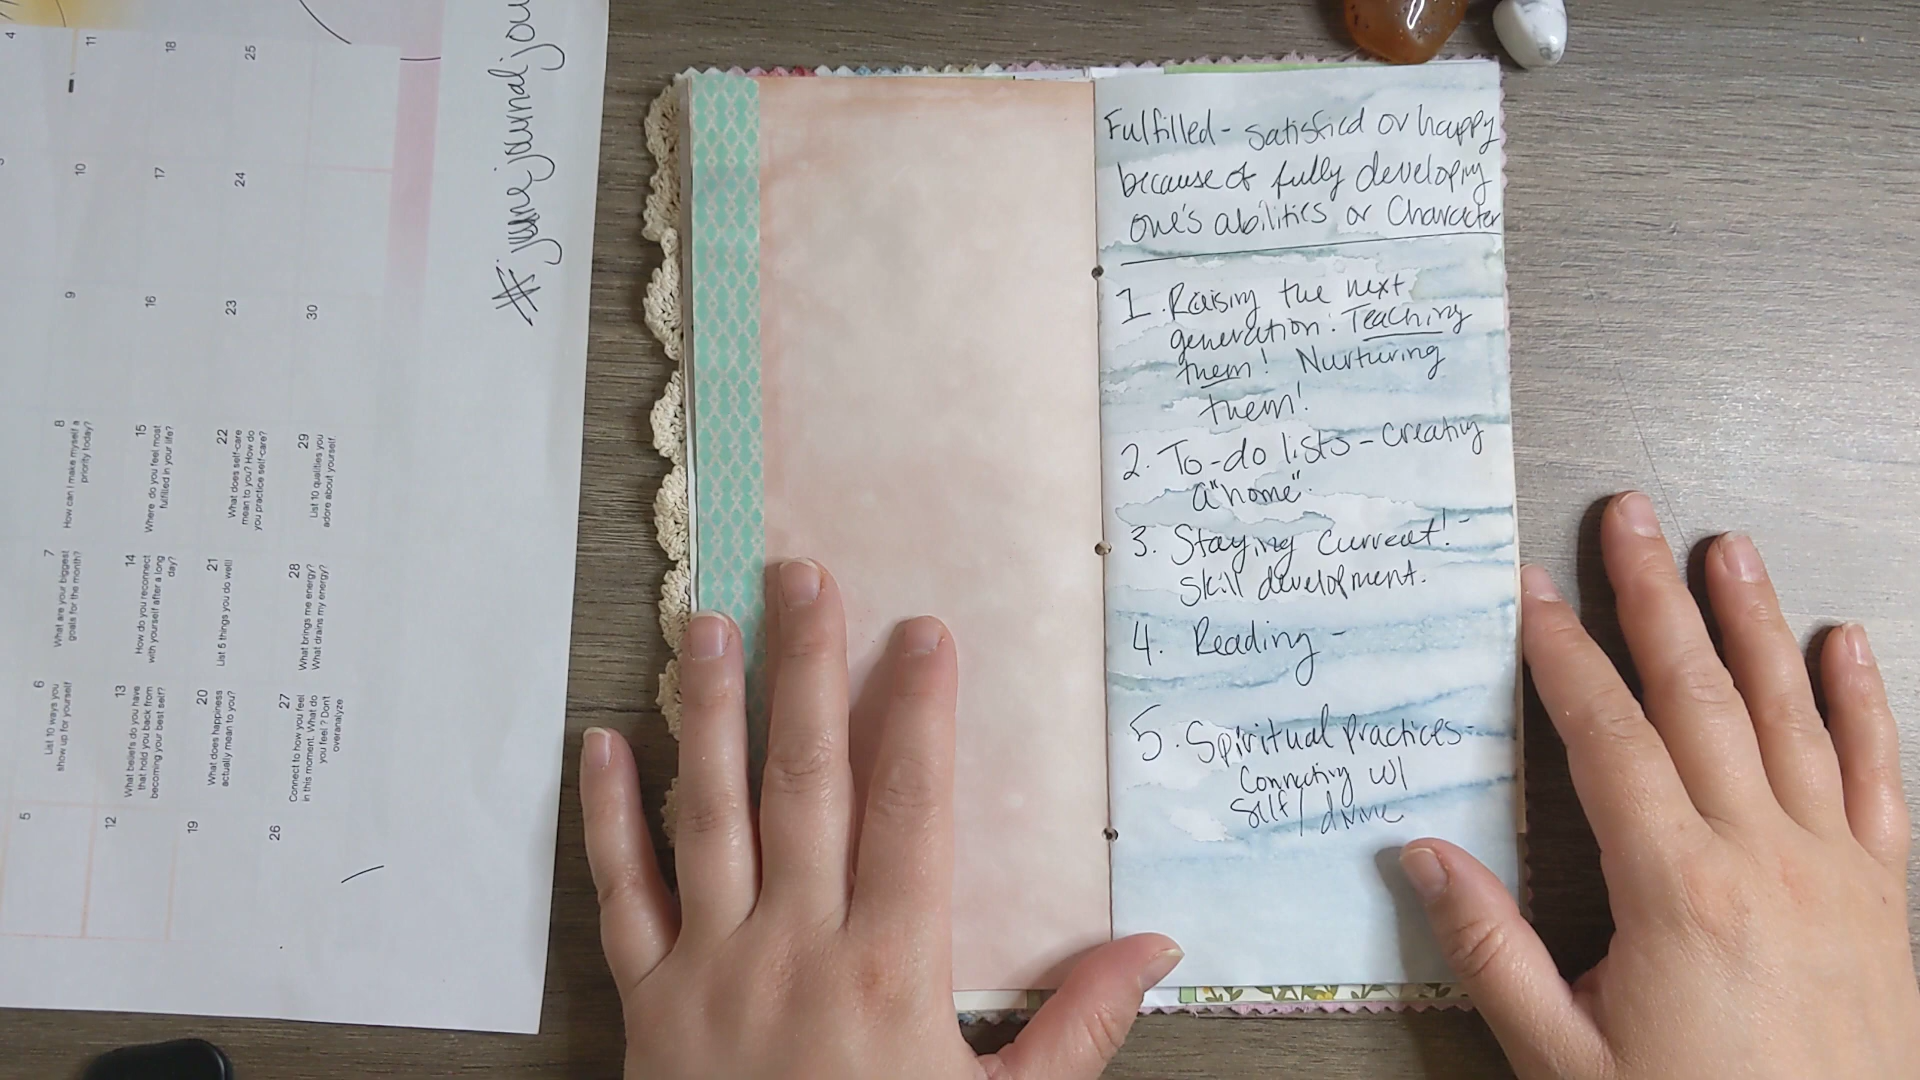 #junejournaljou
4
11
18
25
10
17
24
9
16
23
30
8
How can I make myself a
priority today?
15
Where do you feel most
fulfilled in your life?
22
What does self-care
mean to you? How do
you practice self-care?
29
List 10 qualities you
adore about yourself
7
What are your biggest
goals for the month?
14
How do you reconnect
with yourself after a long
day?
21
List 5 things you do well!
28
What brings me energy?
What drains my energy?
6
List 10 ways you
show up for yourself
13
What beliefs do you have
that hold you back from
becoming your best self?
20
What does happiness
actually mean to you?
27
Connect to how you feel
in this moment. What do
you feel? Don't
overanalyze
5
12
19
26
Fulfilled - satisfied or happy
because of fully developing
one's abilities or Character
1. Raising the next
generation. Teaching
them! Nurturing
them!
2. To-do lists - Creating
a "home".
3. Staying Current! -
Skill development.
4. Reading -
5. Spiritual practices -
Connecting w/
Self / divine